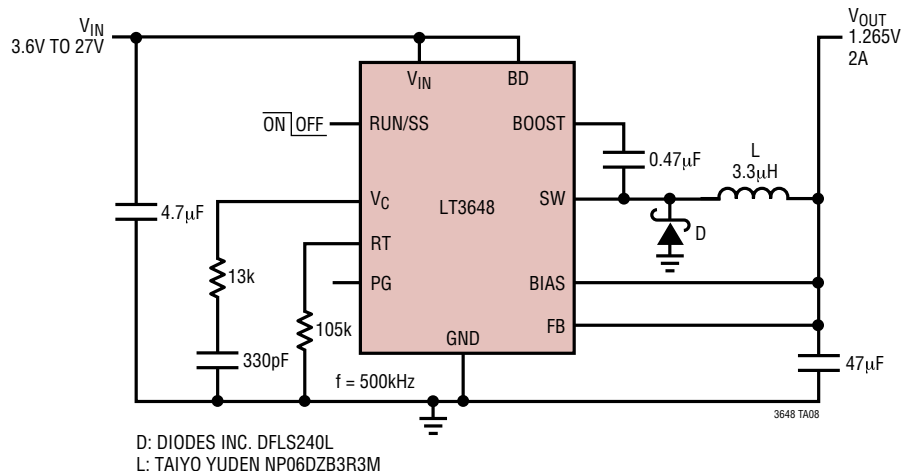 VIN
3.6V TO 27V
VOUT
1.265V
2A
VIN
BD
ON OFF
RUN/SS
BOOST
L
3.3µH
0.47µF
VC
LT3648
SW
4.7µF
RT
D
13k
PG
BIAS
105k
FB
GND
330pF
f = 500kHz
47µF
3648 TA08
D: DIODES INC. DFLS240L
L: TAIYO YUDEN NP06DZB3R3M